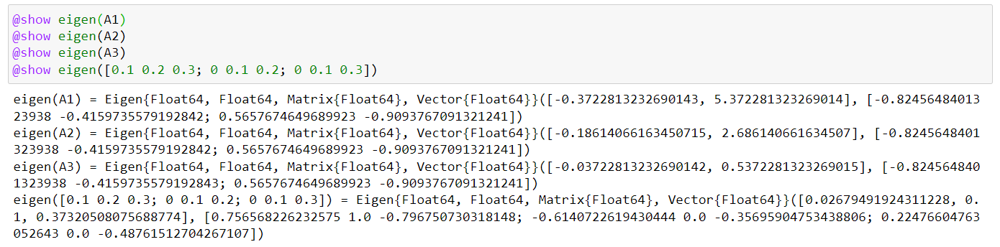 @show eigen(A1)
@show eigen(A2)
@show eigen(A3)
@show eigen([0.1 0.2 0.3; 0 0.1 0.2; 0 0.1 0.3])
eigen(A1) = Eigen{Float64, Float64, Matrix{Float64}, Vector{Float64}}([-0.3722813232690143, 5.372281323269014], [-0.82456484013
23938 -0.4159735579192842; 0.5657674649689923 -0.9093767091321241])
eigen(A2) = Eigen{Float64, Float64, Matrix{Float64}, Vector{Float64}}([-0.18614066163450715, 2.686140661634507], [-0.8245648401
323938 -0.4159735579192842; 0.5657674649689923 -0.9093767091321241])
eigen(A3) = Eigen{Float64, Float64, Matrix{Float64}, Vector{Float64}}([-0.03722813232690142, 0.5372281323269015], [-0.824564840
1323938 -0.4159735579192843; 0.5657674649689923 -0.9093767091321241])
eigen([0.1 0.2 0.3; 0 0.1 0.2; 0 0.1 0.3]) = Eigen{Float64, Float64, Matrix{Float64}, Vector{Float64}}([0.02679491924311228, 0.
1, 0.37320508075688774], [0.756568226232575 1.0 -0.796750730318148; -0.6140722619430444 0.0 -0.35695904753438806; 0.22476604763
052643 0.0 -0.48761512704267107])